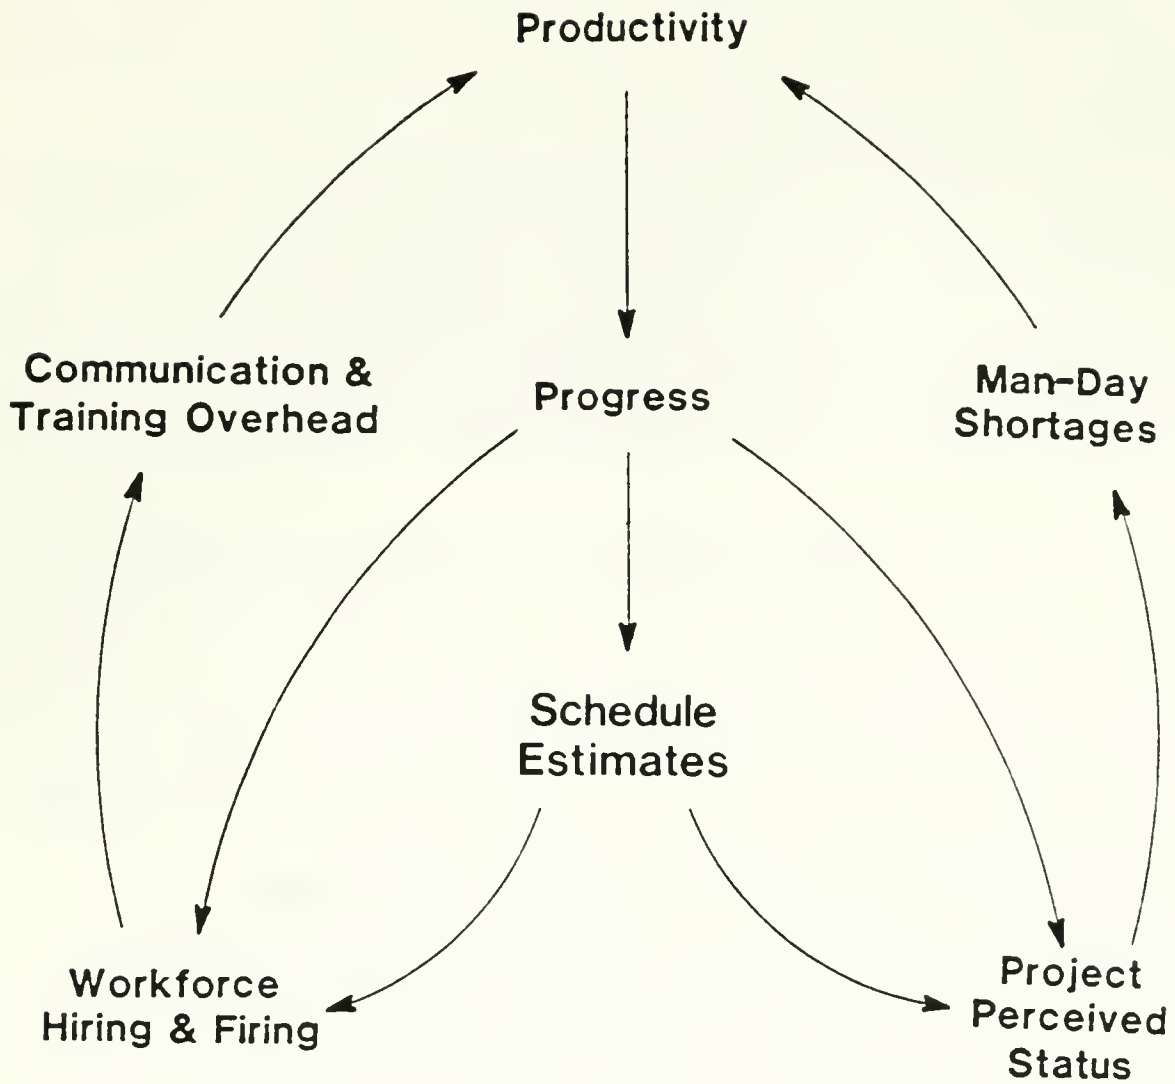 Productivity
Communication &
Training Overhead
Progress
Man-Day
Shortages
Schedule
Estimates
Workforce
Hiring & Firing
Project
Perceived
Status